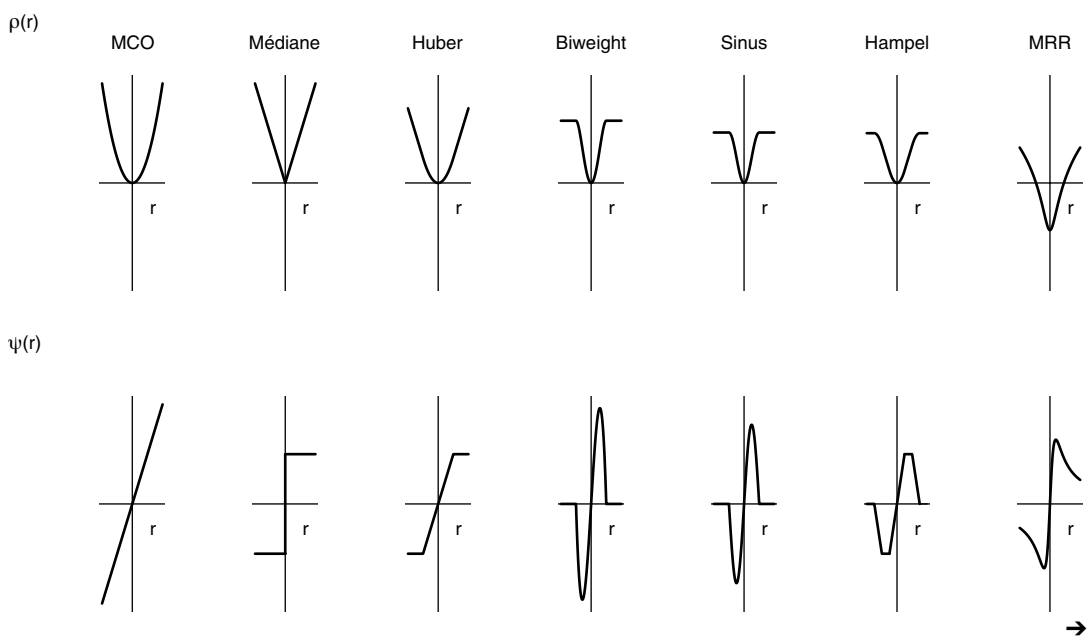 ρ(r)
MCO Médiane Huber Biweight Sinus Hampel MRR
r r r r r r r
ψ(r)
r r r r r r r
→